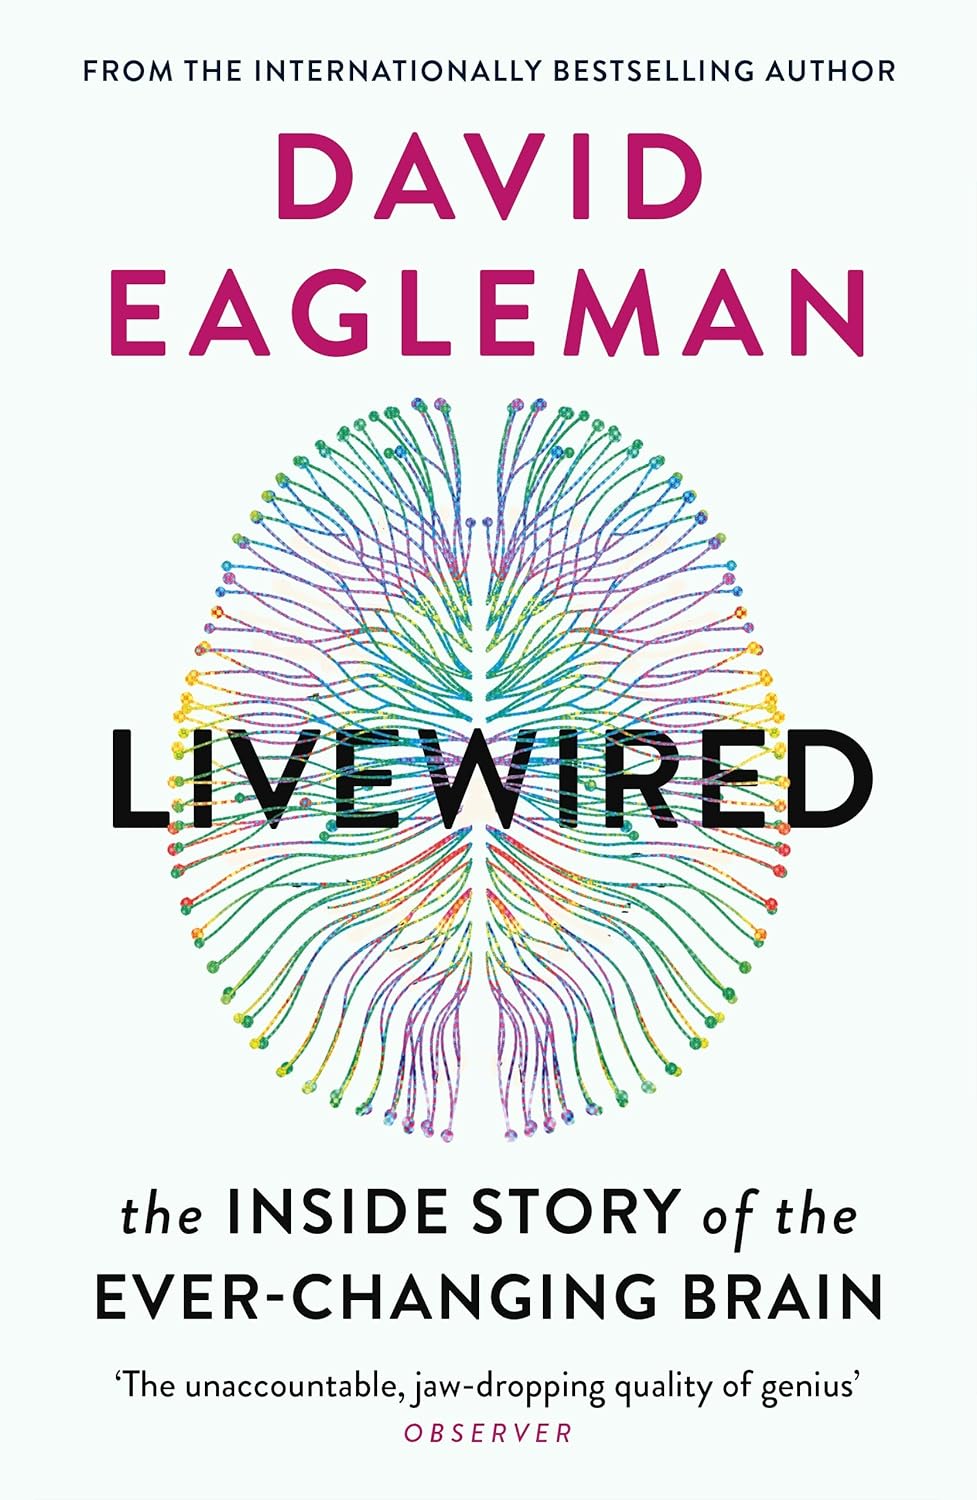 FROM THE INTERNATIONALLY BESTSELLING AUTHOR
DAVID
EAGLEMAN
LIVEWIRED
the INSIDE STORY of the
EVER-CHANGING BRAIN
‘The unaccountable, jaw-dropping quality of genius’
OBSERVER